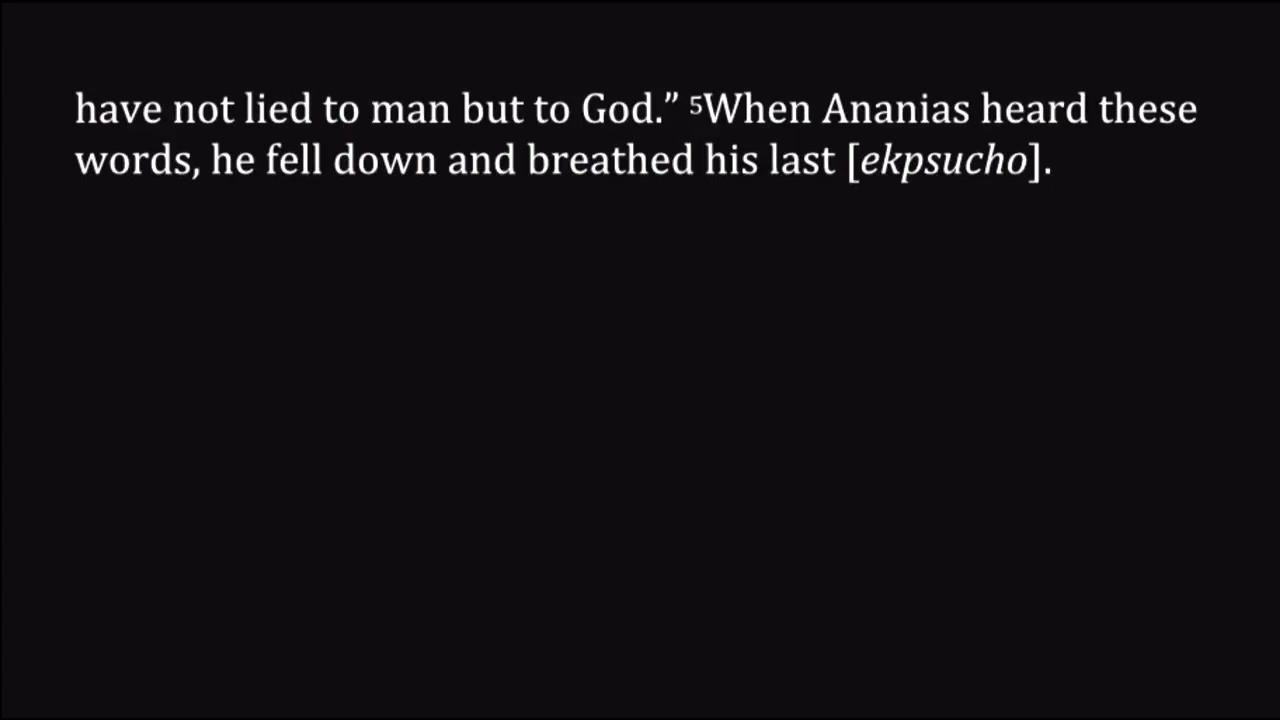 have not lied to man but to God.” ⁵When Ananias heard these
words, he fell down and breathed his last [ekpsucho].